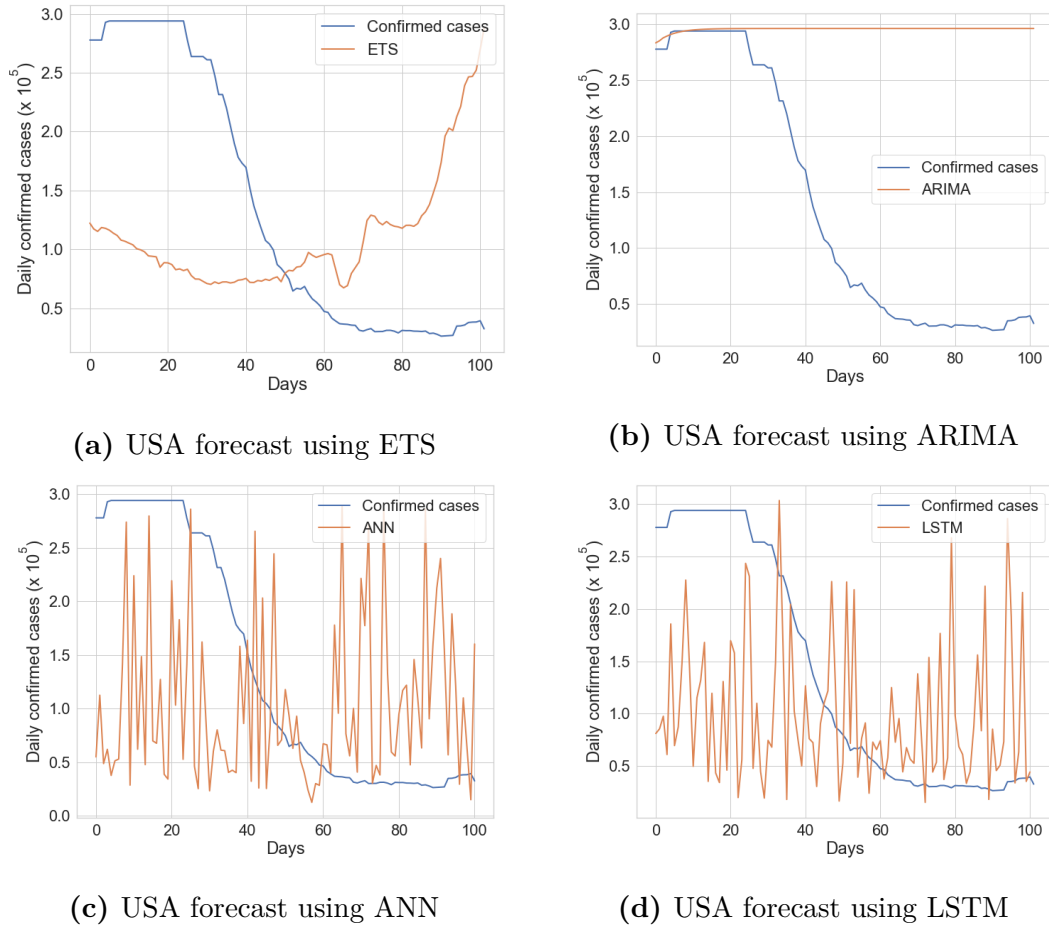 3.0
2.5
2.0
1.5
1.0
0.5
Daily confirmed cases (x 10^5)
Confirmed cases
ETS
0 20 40 60 80 100
Days
(a) USA forecast using ETS
3.0
2.5
2.0
1.5
1.0
0.5
Daily confirmed cases (x 10^5)
Confirmed cases
ARIMA
0 20 40 60 80 100
Days
(b) USA forecast using ARIMA
3.0
2.5
2.0
1.5
1.0
0.5
0.0
Daily confirmed cases (x 10^5)
Confirmed cases
ANN
0 20 40 60 80 100
Days
(c) USA forecast using ANN
3.0
2.5
2.0
1.5
1.0
0.5
Daily confirmed cases (x 10^5)
Confirmed cases
LSTM
0 20 40 60 80 100
Days
(d) USA forecast using LSTM